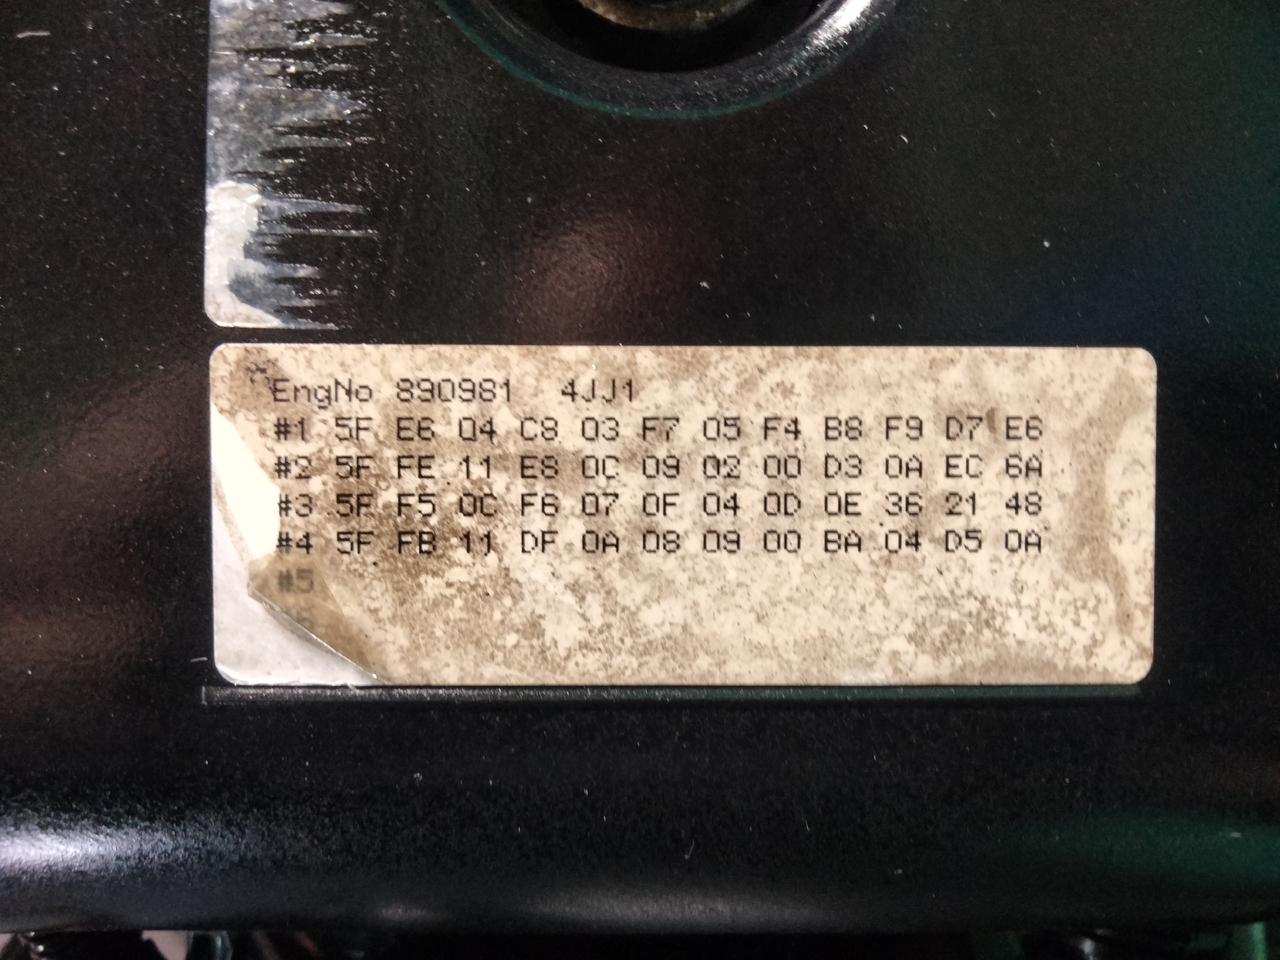 EngNo 890981 4JJ1
#1 5F E6 04 C8 03 F7 05 F4 B8 F9 D7 E6
#2 5F FE 11 E8 0C 09 02 00 D3 0A EC 6A
#3 5F F5 0C F6 07 0F 04 0D 0E 36 21 48
#4 5F FB 11 DF 0A 08 09 00 BA 04 D5 0A
#5